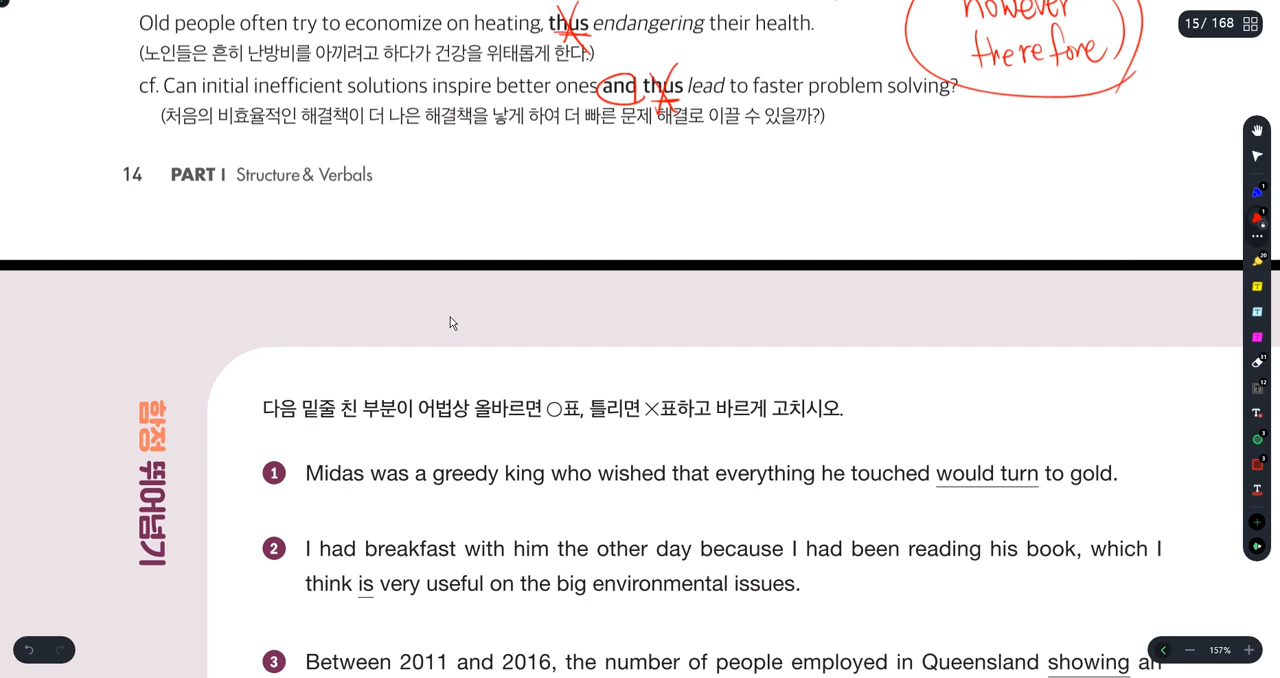 however
therefore
15/ 168
Old people often try to economize on heating, thus endangering their health.
(노인들은 흔히 난방비를 아끼려고 하다가 건강을 위태롭게 한다.)
cf. Can initial inefficient solutions inspire better ones and thus lead to faster problem solving?
(처음의 비효율적인 해결책이 더 나은 해결책을 낳게 하여 더 빠른 문제 해결로 이끌 수 있을까?)
14 PART I Structure & Verbals
함정 뛰어넘기
다음 밑줄 친 부분이 어법상 올바르면 ○표, 틀리면 ×표하고 바르게 고치시오.
1 Midas was a greedy king who wished that everything he touched would turn to gold.
2 I had breakfast with him the other day because I had been reading his book, which I
think is very useful on the big environmental issues.
3 Between 2011 and 2016, the number of people employed in Queensland showing an
157%